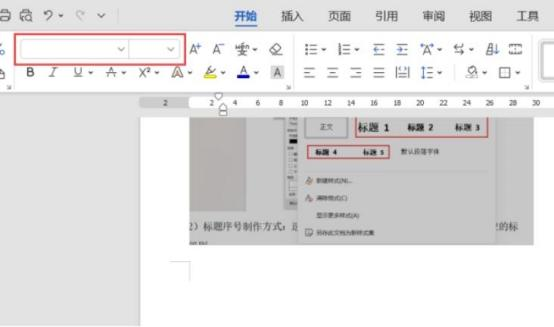 开始 插入 页面 引用 审阅 视图 工具
A+ A- wén
B I U A X² A A A
2 2 4 6 8 10 12 14 16 18 20 22 24 26 28 30
正文 标题 1 标题 2 标题 3
标题 4 标题 5 默认段落字体
新建样式(N)...
清除格式(C)
显示更多样式(A)
另存此文档为新样式集
2）标题序号制作方式：
的标